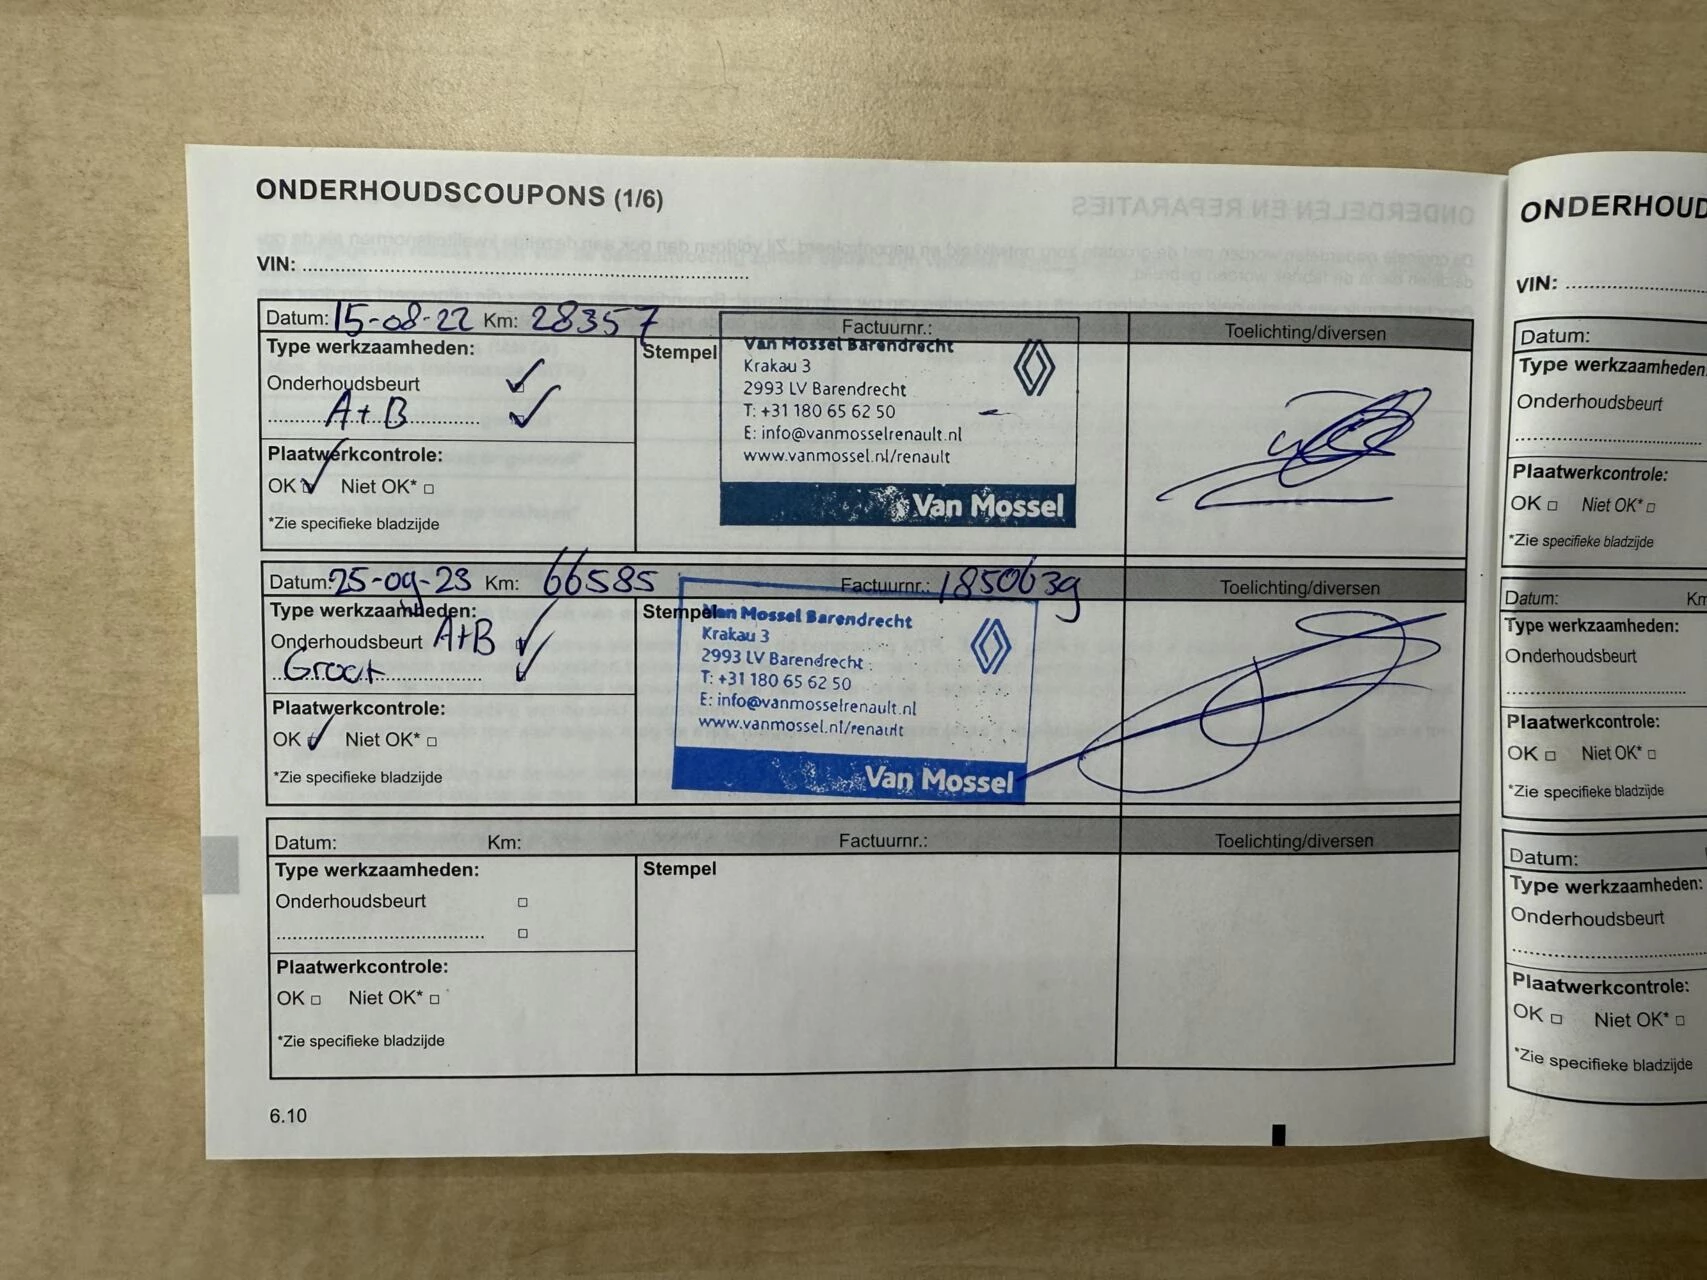 ONDERHOUDSCOUPONS (1/6)
VIN:
Datum: 15-08-22 Km: 28357 Factuurnr.: Toelichting/diversen
Type werkzaamheden:
Onderhoudsbeurt
A+B
Plaatwerkcontrole:
OK Niet OK*
*Zie specifieke bladzijde
Stempel
Van Mossel Barendrecht
Krakau 3
2993 LV Barendrecht
T: +31 180 65 62 50
E: info@vanmosselrenault.nl
www.vanmossel.nl/renault
Van Mossel
Datum: 25-09-23 Km: 66585 Factuurnr.: 1850639 Toelichting/diversen
Type werkzaamheden:
Onderhoudsbeurt A+B
Groot
Plaatwerkcontrole:
OK Niet OK*
*Zie specifieke bladzijde
Stempel
Van Mossel Barendrecht
Krakau 3
2993 LV Barendrecht
T: +31 180 65 62 50
E: info@vanmosselrenault.nl
www.vanmossel.nl/renault
Van Mossel
Datum: Km: Factuurnr.: Toelichting/diversen
Type werkzaamheden:
Onderhoudsbeurt
Plaatwerkcontrole:
OK Niet OK*
*Zie specifieke bladzijde
Stempel
6.10
ONDERHOUD
VIN:
Datum:
Type werkzaamheden
Onderhoudsbeurt
Plaatwerkcontrole:
OK Niet OK*
*Zie specifieke bladzijde
Datum: Km
Type werkzaamheden:
Onderhoudsbeurt
Plaatwerkcontrole:
OK Niet OK*
*Zie specifieke bladzijde
Datum:
Type werkzaamheden:
Onderhoudsbeurt
Plaatwerkcontrole:
OK Niet OK*
*Zie specifieke bladzijde